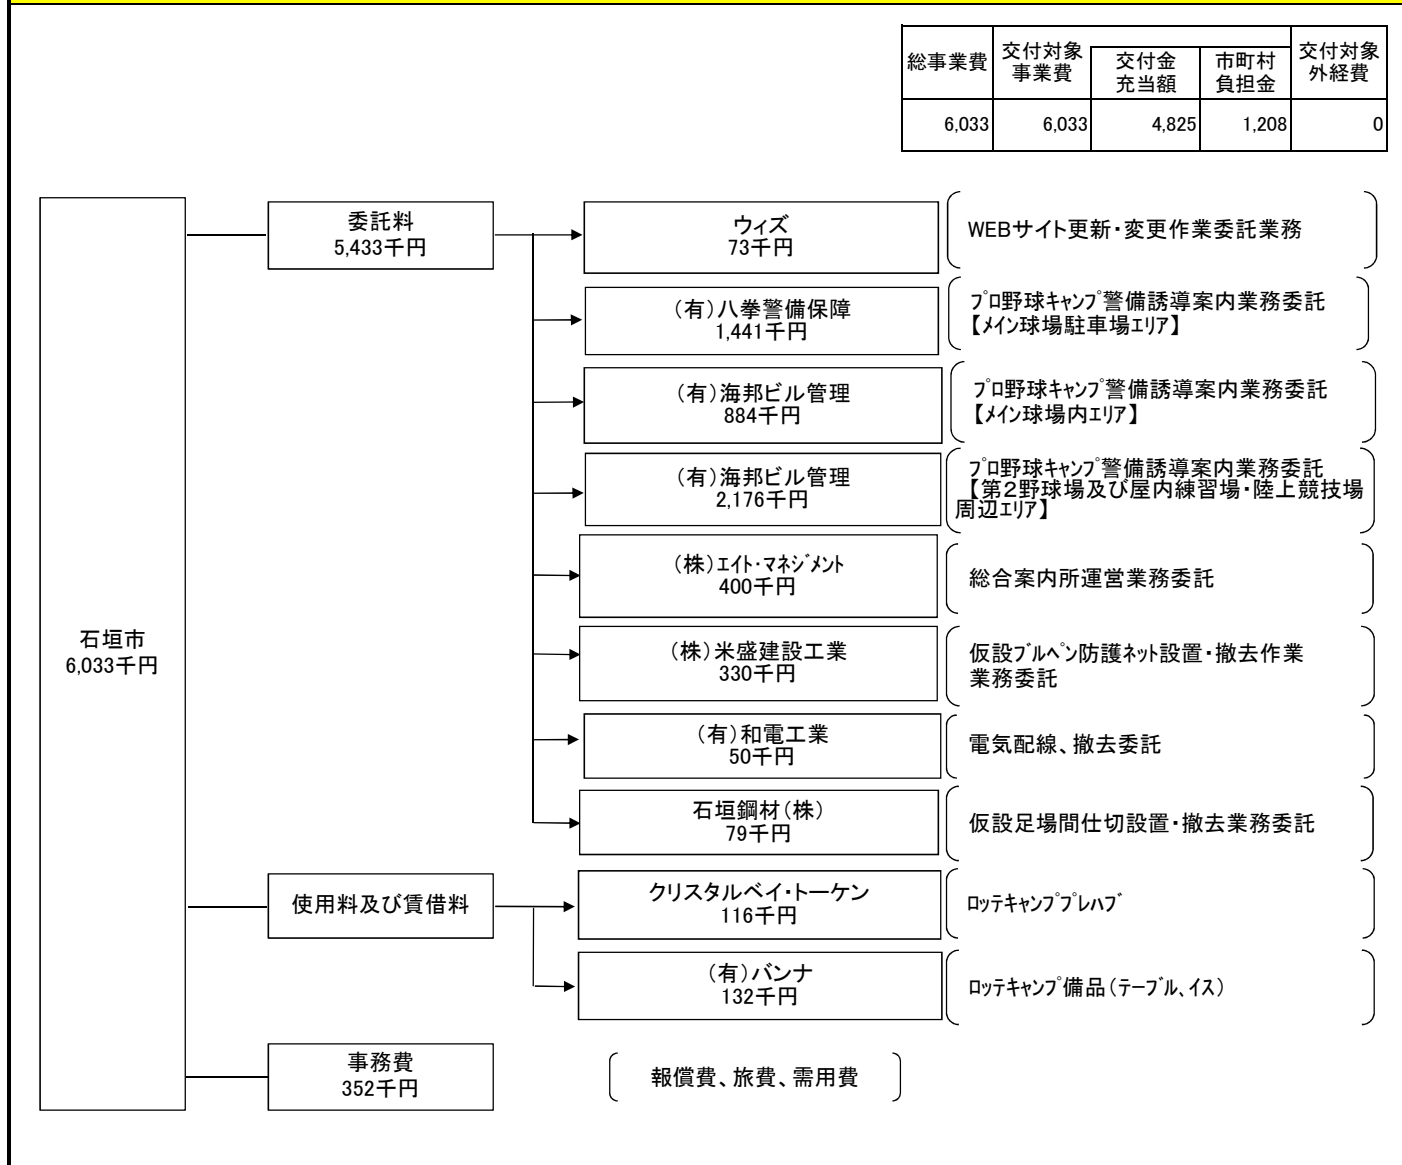 総事業費
交付対象
事業費
交付金
充当額
市町村
負担金
交付対象
外経費
6,033 6,033 4,825 1,208 0
石垣市
6,033千円
委託料
5,433千円
ウィズ
73千円
WEBサイト更新・変更作業委託業務
(有)八拳警備保障
1,441千円
ﾌﾟﾛ野球ｷｬﾝﾌﾟ警備誘導案内業務委託
【ﾒｲﾝ球場駐車場ｴﾘｱ】
(有)海邦ビル管理
884千円
ﾌﾟﾛ野球ｷｬﾝﾌﾟ警備誘導案内業務委託
【ﾒｲﾝ球場内ｴﾘｱ】
(有)海邦ビル管理
2,176千円
ﾌﾟﾛ野球ｷｬﾝﾌﾟ警備誘導案内業務委託
【第2野球場及び屋内練習場・陸上競技場
周辺ｴﾘｱ】
(株)ｴｲﾄ・ﾏﾈｼﾞﾒﾝﾄ
400千円
総合案内所運営業務委託
(株)米盛建設工業
330千円
仮設ﾌﾞﾙﾍﾟﾝ防護ﾈｯﾄ設置・撤去作業
業務委託
(有)和電工業
50千円
電気配線、撤去委託
石垣鋼材(株)
79千円
仮設足場間仕切設置・撤去業務委託
使用料及び賃借料
クリスタルベイ・トーケン
116千円
ﾛｯﾃｷｬﾝﾌﾟﾌﾟﾚﾊﾌﾞ
(有)バンナ
132千円
ﾛｯﾃｷｬﾝﾌﾟ備品(ﾃｰﾌﾞﾙ､ｲｽ)
事務費
352千円
報償費、旅費、需用費